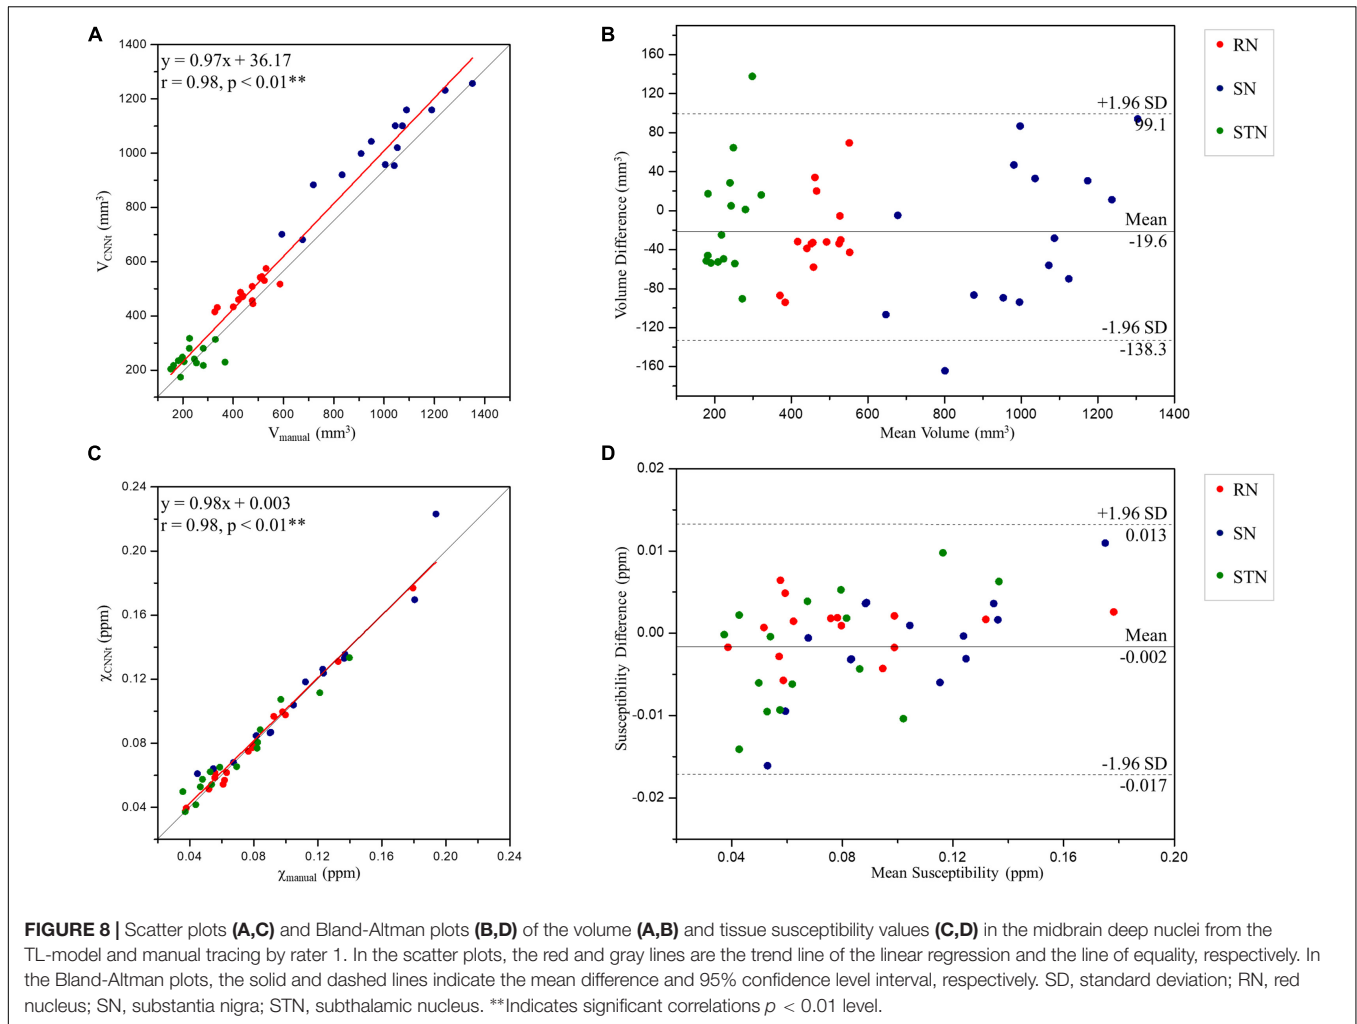 A
y = 0.97x + 36.17
r = 0.98, p < 0.01**
1400
1200
1000
800
600
400
200
V_CNNt (mm³)
200 400 600 800 1000 1200 1400
V_manual (mm³)
B
160
120
80
40
0
-40
-80
-120
-160
Volume Difference (mm³)
+1.96 SD
99.1
Mean
-19.6
-1.96 SD
-138.3
200 400 600 800 1000 1200 1400
Mean Volume (mm³)
RN
SN
STN
C
y = 0.98x + 0.003
r = 0.98, p < 0.01**
0.24
0.20
0.16
0.12
0.08
0.04
χ_CNNt (ppm)
0.04 0.08 0.12 0.16 0.20 0.24
χ_manual (ppm)
D
0.02
0.01
0.00
-0.01
-0.02
Susceptibility Difference (ppm)
+1.96 SD
0.013
Mean
-0.002
-1.96 SD
-0.017
0.04 0.08 0.12 0.16 0.20
Mean Susceptibility (ppm)
RN
SN
STN
FIGURE 8 | Scatter plots (A,C) and Bland-Altman plots (B,D) of the volume (A,B) and tissue susceptibility values (C,D) in the midbrain deep nuclei from the
TL-model and manual tracing by rater 1. In the scatter plots, the red and gray lines are the trend line of the linear regression and the line of equality, respectively. In
the Bland-Altman plots, the solid and dashed lines indicate the mean difference and 95% confidence level interval, respectively. SD, standard deviation; RN, red
nucleus; SN, substantia nigra; STN, subthalamic nucleus. **Indicates significant correlations p < 0.01 level.